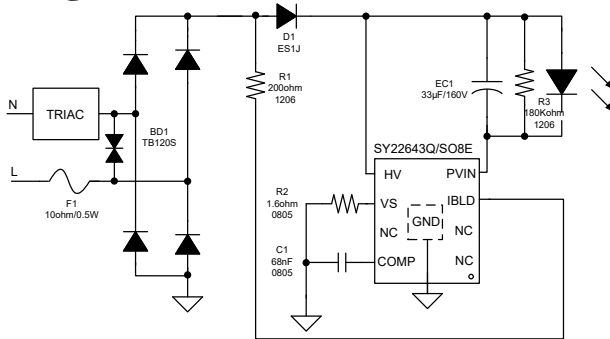 D1
ES1J
R1
200ohm
1206
EC1
33µF/160V
R3
180Kohm
1206
N
TRIAC
BD1
TB120S
L
F1
10ohm/0.5W
SY22643Q/SO8E
HV
PVIN
R2
1.6ohm
0805
VS
IBLD
GND
NC
NC
C1
68nF
0805
COMP
NC